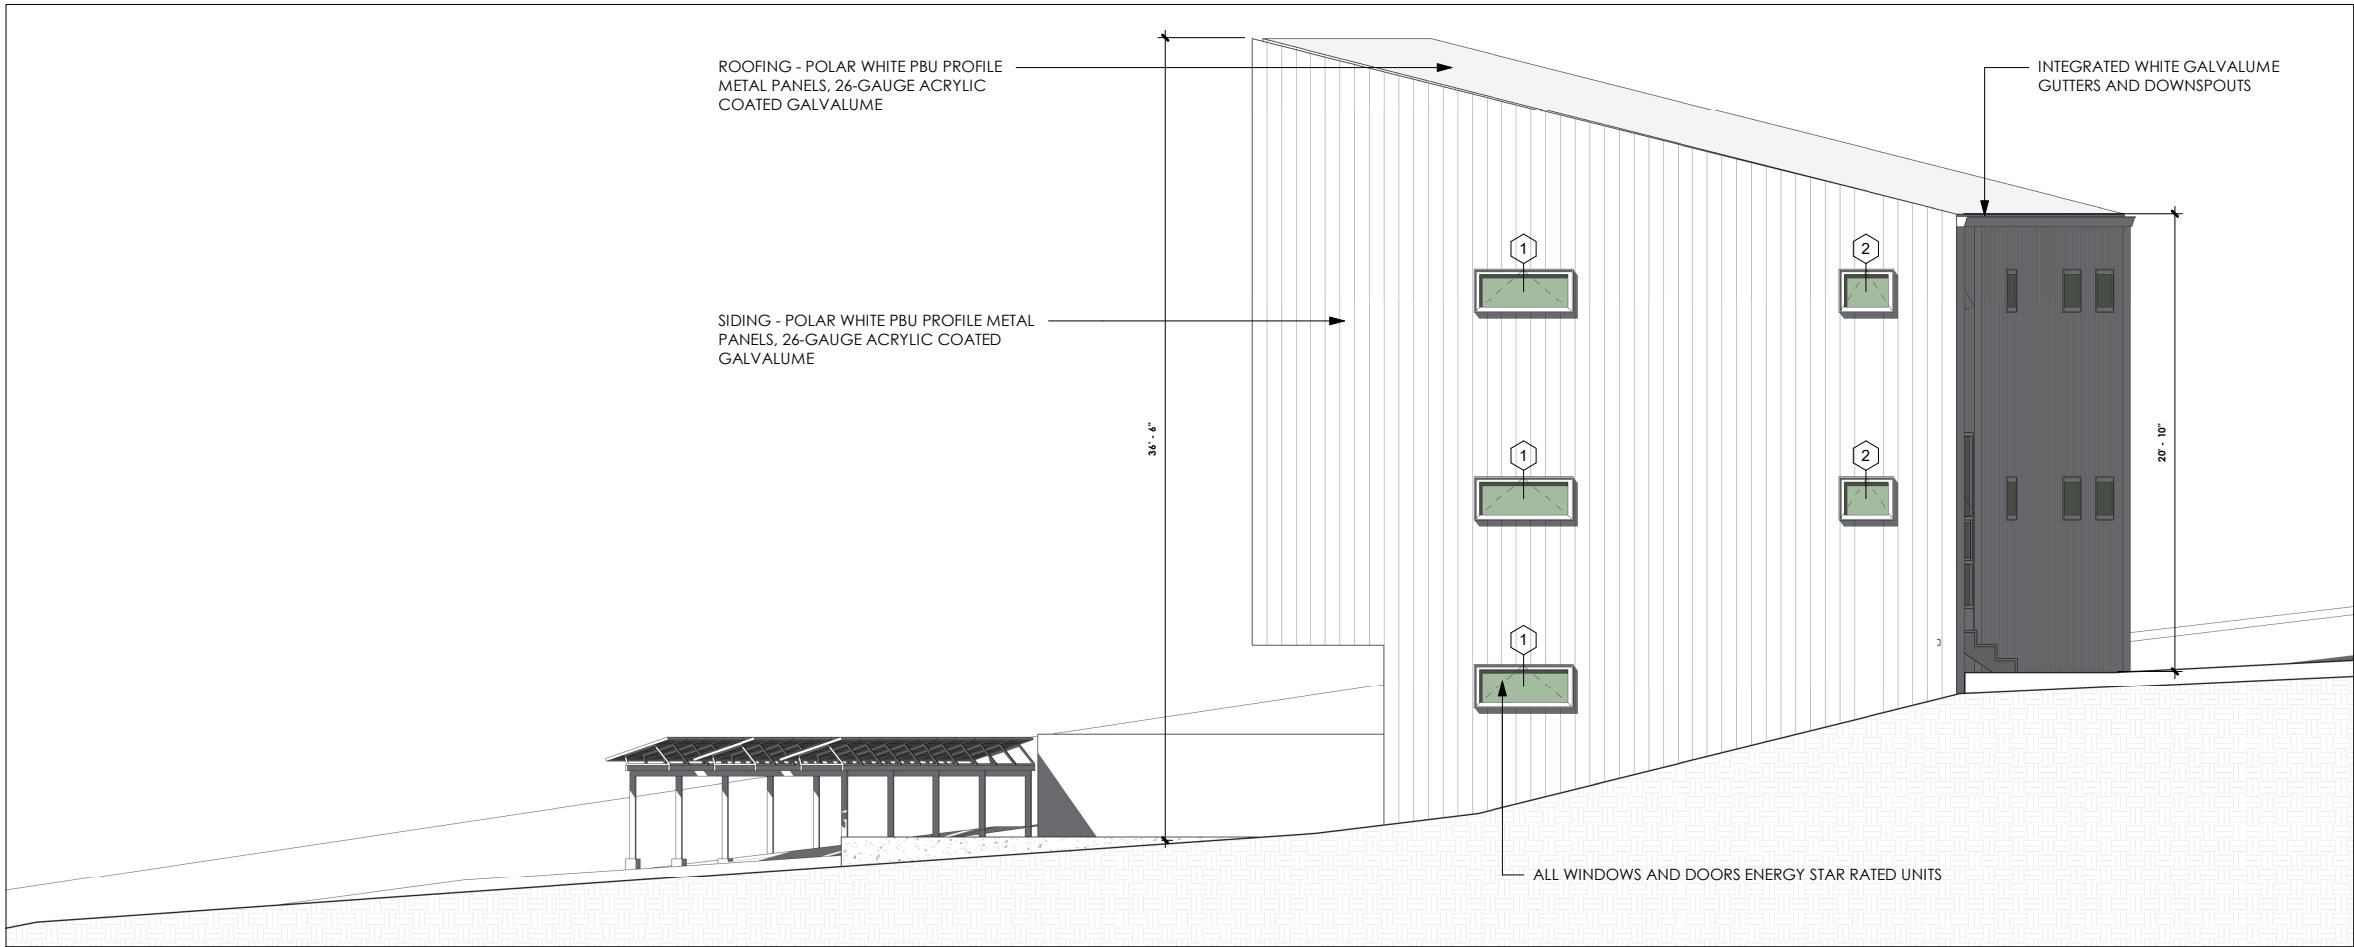 ROOFING - POLAR WHITE PBU PROFILE
METAL PANELS, 26-GAUGE ACRYLIC
COATED GALVALUME
INTEGRATED WHITE GALVALUME
GUTTERS AND DOWNSPOUTS
1
2
SIDING - POLAR WHITE PBU PROFILE METAL
PANELS, 26-GAUGE ACRYLIC COATED
GALVALUME
36' - 6"
20' - 10"
1
2
1
ALL WINDOWS AND DOORS ENERGY STAR RATED UNITS